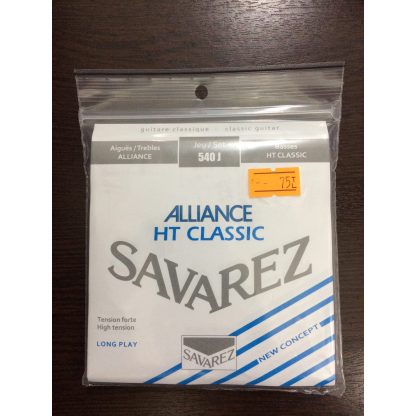 guitare classique classic guitar
Aiguës/Trebles
ALLIANCE
Jeu/Set
540 J
Basses
HT CLASSIC
ALLIANCE
HT CLASSIC
SAVAREZ
Tension forte
High tension
LONG PLAY
SAVAREZ
NEW CONCEPT